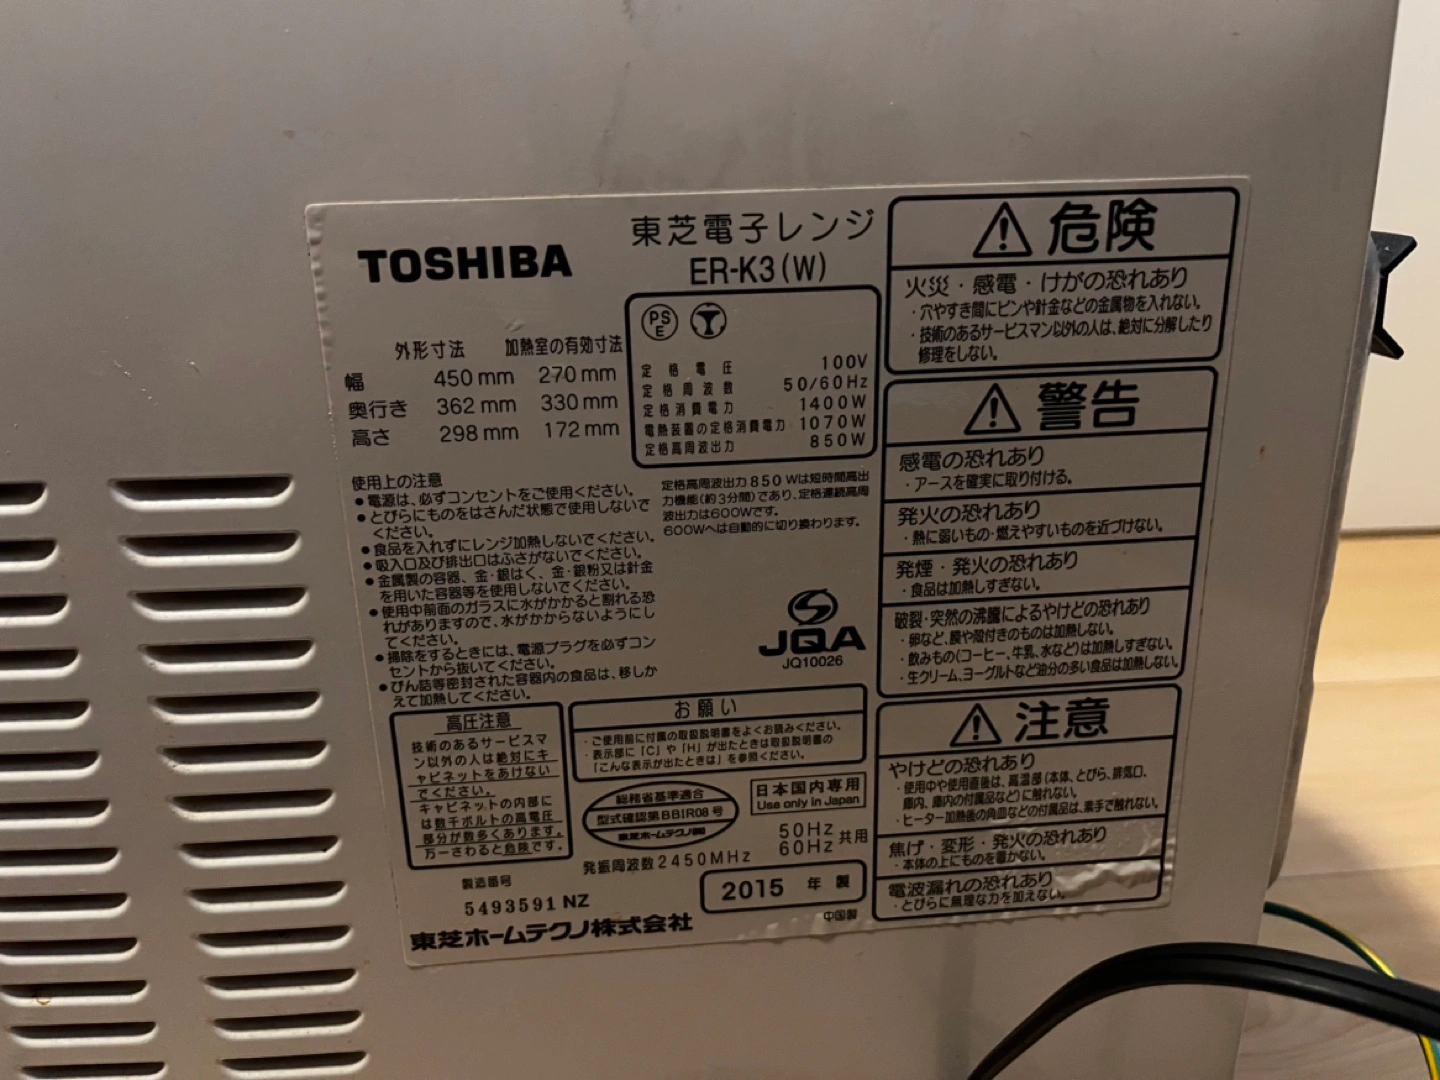 TOSHIBA
東芝電子レンジ
ER-K3(W)
外形寸法 加熱室の有効寸法
幅 450mm 270mm
奥行き 362mm 330mm
高さ 298mm 172mm
PS
E
定格電圧 100V
定格周波数 50/60Hz
定格消費電力 1400W
電熱装置の定格消費電力 1070W
定格高周波出力 850W
定格高周波出力850Wは短時間高出
力機能(約3分間)であり、定格連続高周
波出力は600Wです。
600Wへは自動的に切り換わります。
使用上の注意
●電源は、必ずコンセントをご使用ください。
●とびらにものをはさんだ状態で使用しないで
ください。
●食品を入れずにレンジ加熱しないでください。
●吸入口及び排出口はふさがないでください。
●金属製の容器、金・銀はく、金・銀粉又は針金
を用いた容器等を使用しないでください。
●使用中前面のガラスに水がかかると割れる恐
れがありますので、水がかからないようにし
てください。
●掃除をするときには、電源プラグを必ずコン
セントから抜いてください。
●びん詰等密封された容器内の食品は、移しか
えて加熱してください。
JQA
JQ10026
高圧注意
技術のあるサービスマ
ン以外の人は絶対にキ
ャビネットをあけない
でください。
キャビネットの内部に
は数千ボルトの高電圧
部分が数多くあります。
万一さわると危険です。
お願い
・ご使用前に付属の取扱説明書をよくお読みください。
・表示部に「C」や「H」が出たときは取扱説明書の
「こんな表示が出たときは」を参照ください。
総務省基準適合
型式確認第BBIR08号
東芝ホームテクノ㈱
日本国内専用
Use only in Japan
50Hz
60Hz 共用
発振周波数2450MHz
製造番号
5493591 NZ
2015 年製
東芝ホームテクノ株式会社
中国製
危険
火災・感電・けがの恐れあり
・穴やすき間にピンや針金などの金属物を入れない。
・技術のあるサービスマン以外の人は、絶対に分解したり
修理をしない。
警告
感電の恐れあり
・アースを確実に取り付ける。
発火の恐れあり
・熱に弱いもの・燃えやすいものを近づけない。
発煙・発火の恐れあり
・食品は加熱しすぎない。
破裂・突然の沸騰によるやけどの恐れあり
・卵など、膜や殻付きのものは加熱しない。
・飲みもの(コーヒー、牛乳、水など)は加熱しすぎない。
・生クリーム、ヨーグルトなど油分の多い食品は加熱しない。
注意
やけどの恐れあり
・使用中や使用直後は、高温部(本体、とびら、排気口、
庫内、庫内の付属品など)に触れない。
・ヒーター加熱後の角皿などの付属品は、素手で触れない。
焦げ・変形・発火の恐れあり
・本体の上にものを置かない。
電波漏れの恐れあり
・とびらに無理な力を加えない。